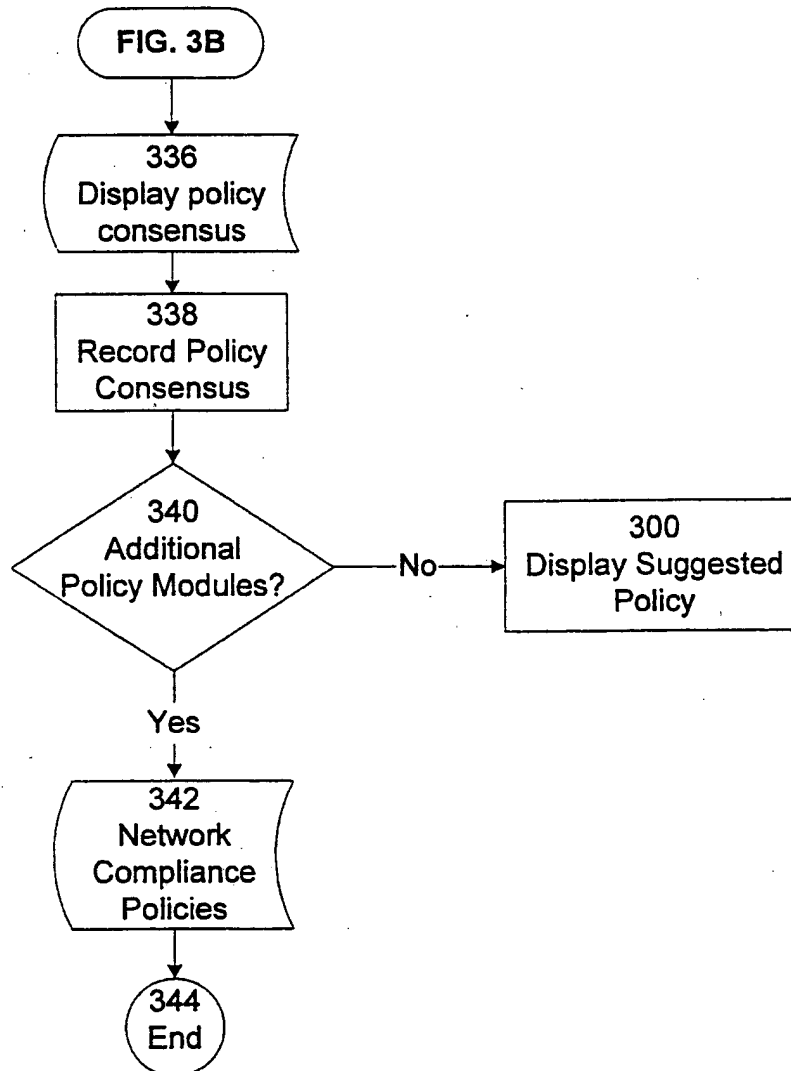 FIG. 3B
336
Display policy
consensus
338
Record Policy
Consensus
340
Additional
Policy Modules?
No
300
Display Suggested
Policy
Yes
342
Network
Compliance
Policies
344
End